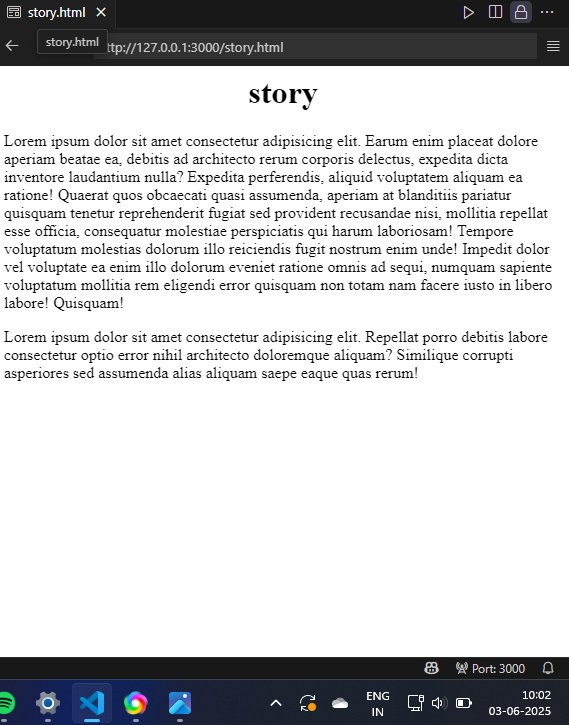 story.html
story.html
ttp://127.0.0.1:3000/story.html
story
Lorem ipsum dolor sit amet consectetur adipisicing elit. Earum enim placeat dolore
aperiam beatae ea, debitis ad architecto rerum corporis delectus, expedita dicta
inventore laudantium nulla? Expedita perferendis, aliquid voluptatem aliquam ea
ratione! Quaerat quos obcaecati quasi assumenda, aperiam at blanditiis pariatur
quisquam tenetur reprehenderit fugiat sed provident recusandae nisi, mollitia repellat
esse officia, consequatur molestiae perspiciatis qui harum laboriosam! Tempore
voluptatum molestias dolorum illo reiciendis fugit nostrum enim unde! Impedit dolor
vel voluptate ea enim illo dolorum eveniet ratione omnis ad sequi, numquam sapiente
voluptatum mollitia rem eligendi error quisquam non totam nam facere iusto in libero
labore! Quisquam!
Lorem ipsum dolor sit amet consectetur adipisicing elit. Repellat porro debitis labore
consectetur optio error nihil architecto doloremque aliquam? Similique corrupti
asperiores sed assumenda alias aliquam saepe eaque quas rerum!
Port: 3000
ENG
IN
10:02
03-06-2025